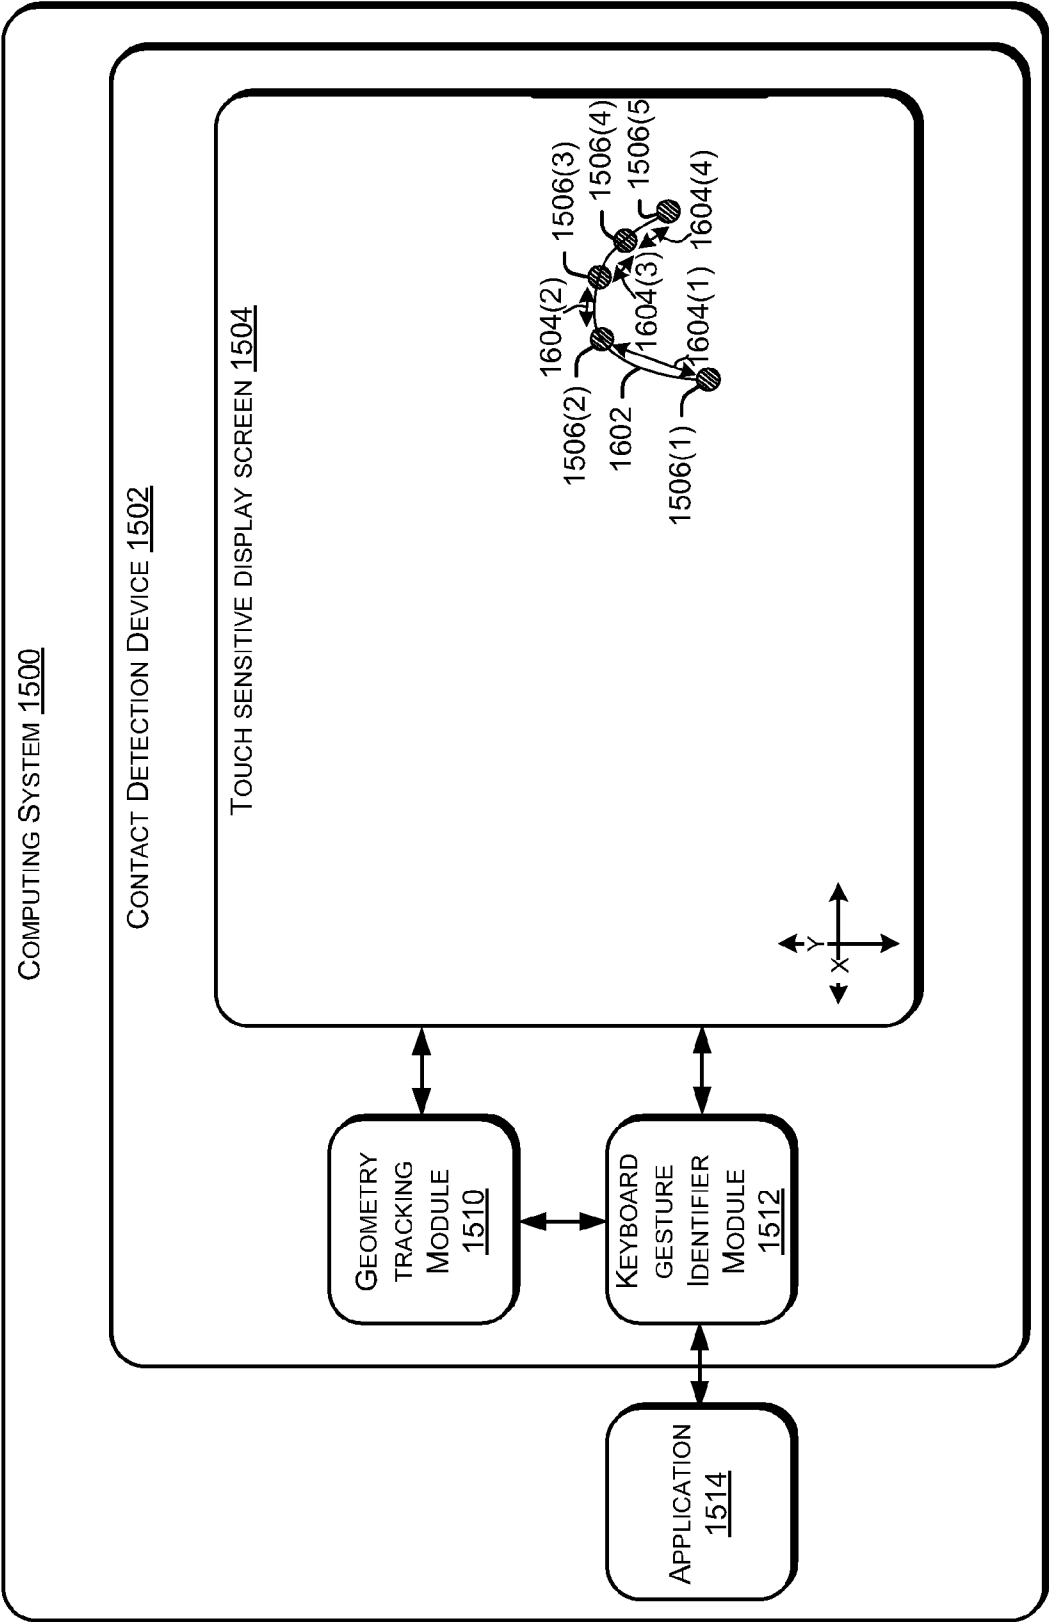 COMPUTING SYSTEM 1500
CONTACT DETECTION DEVICE 1502
TOUCH SENSITIVE DISPLAY SCREEN 1504
GEOMETRY
TRACKING
MODULE
1510
KEYBOARD
GESTURE
IDENTIFIER
MODULE
1512
APPLICATION
1514
1506(3)
1506(4)
1506(5
1604(2)
1604(3)
1604(4)
1506(2)
1602
1604(1)
1506(1)
Y
X